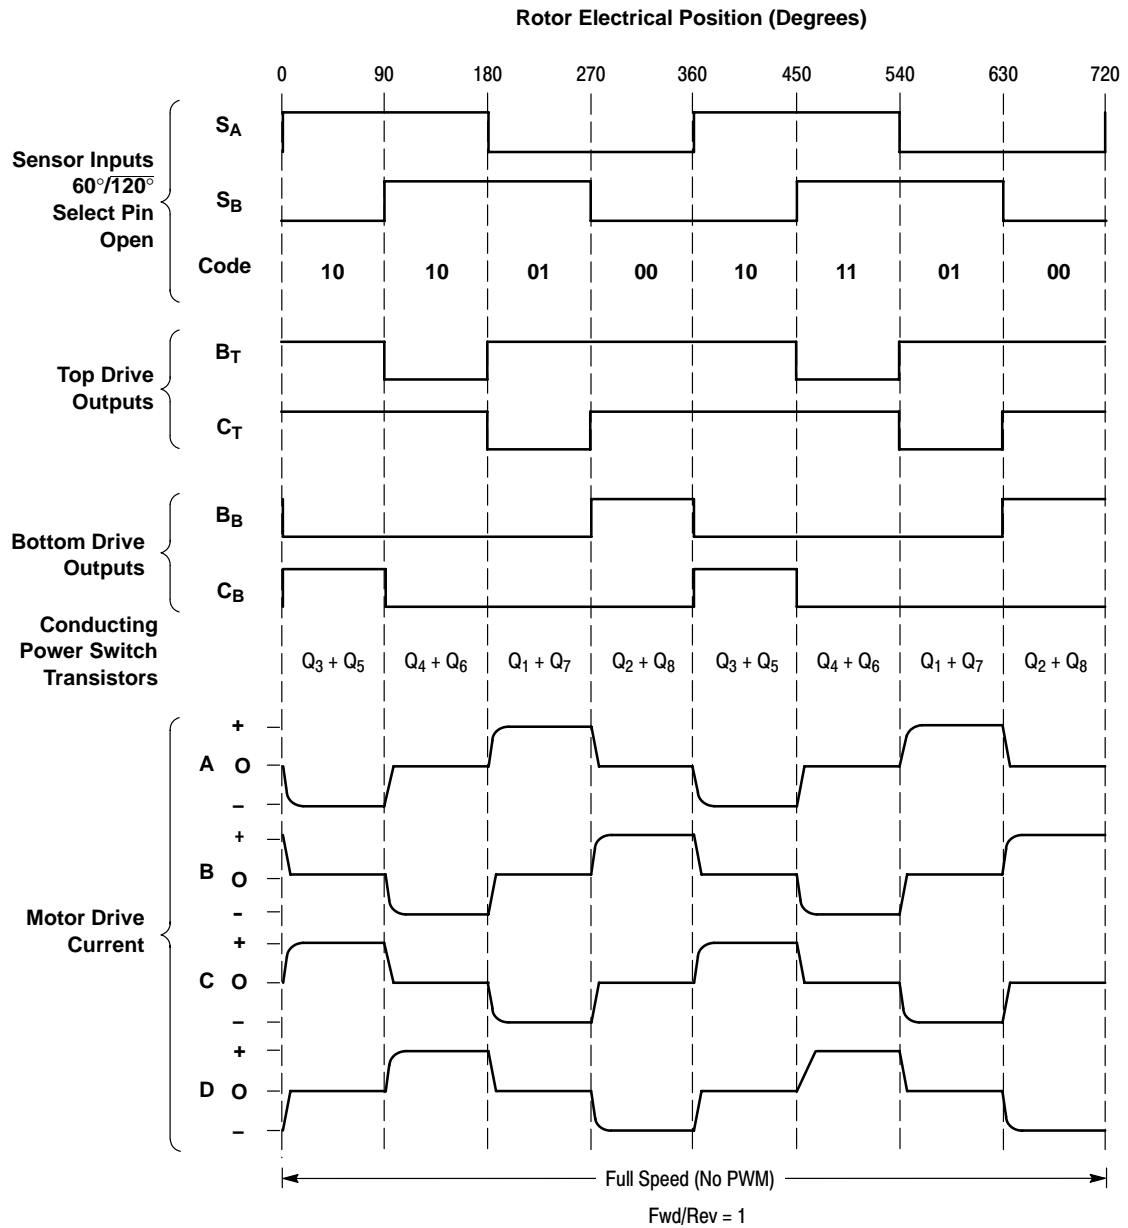 Rotor Electrical Position (Degrees)
0 90 180 270 360 450 540 630 720
Sensor Inputs
60°/120°
Select Pin
Open
SA
SB
Code 10 10 01 00 10 11 01 00
Top Drive
Outputs
BT
CT
Bottom Drive
Outputs
BB
CB
Conducting
Power Switch
Transistors
Q3 + Q5 Q4 + Q6 Q1 + Q7 Q2 + Q8 Q3 + Q5 Q4 + Q6 Q1 + Q7 Q2 + Q8
Motor Drive
Current
+
A O
–
+
B O
–
+
C O
–
+
D O
–
Full Speed (No PWM)
Fwd/Rev = 1